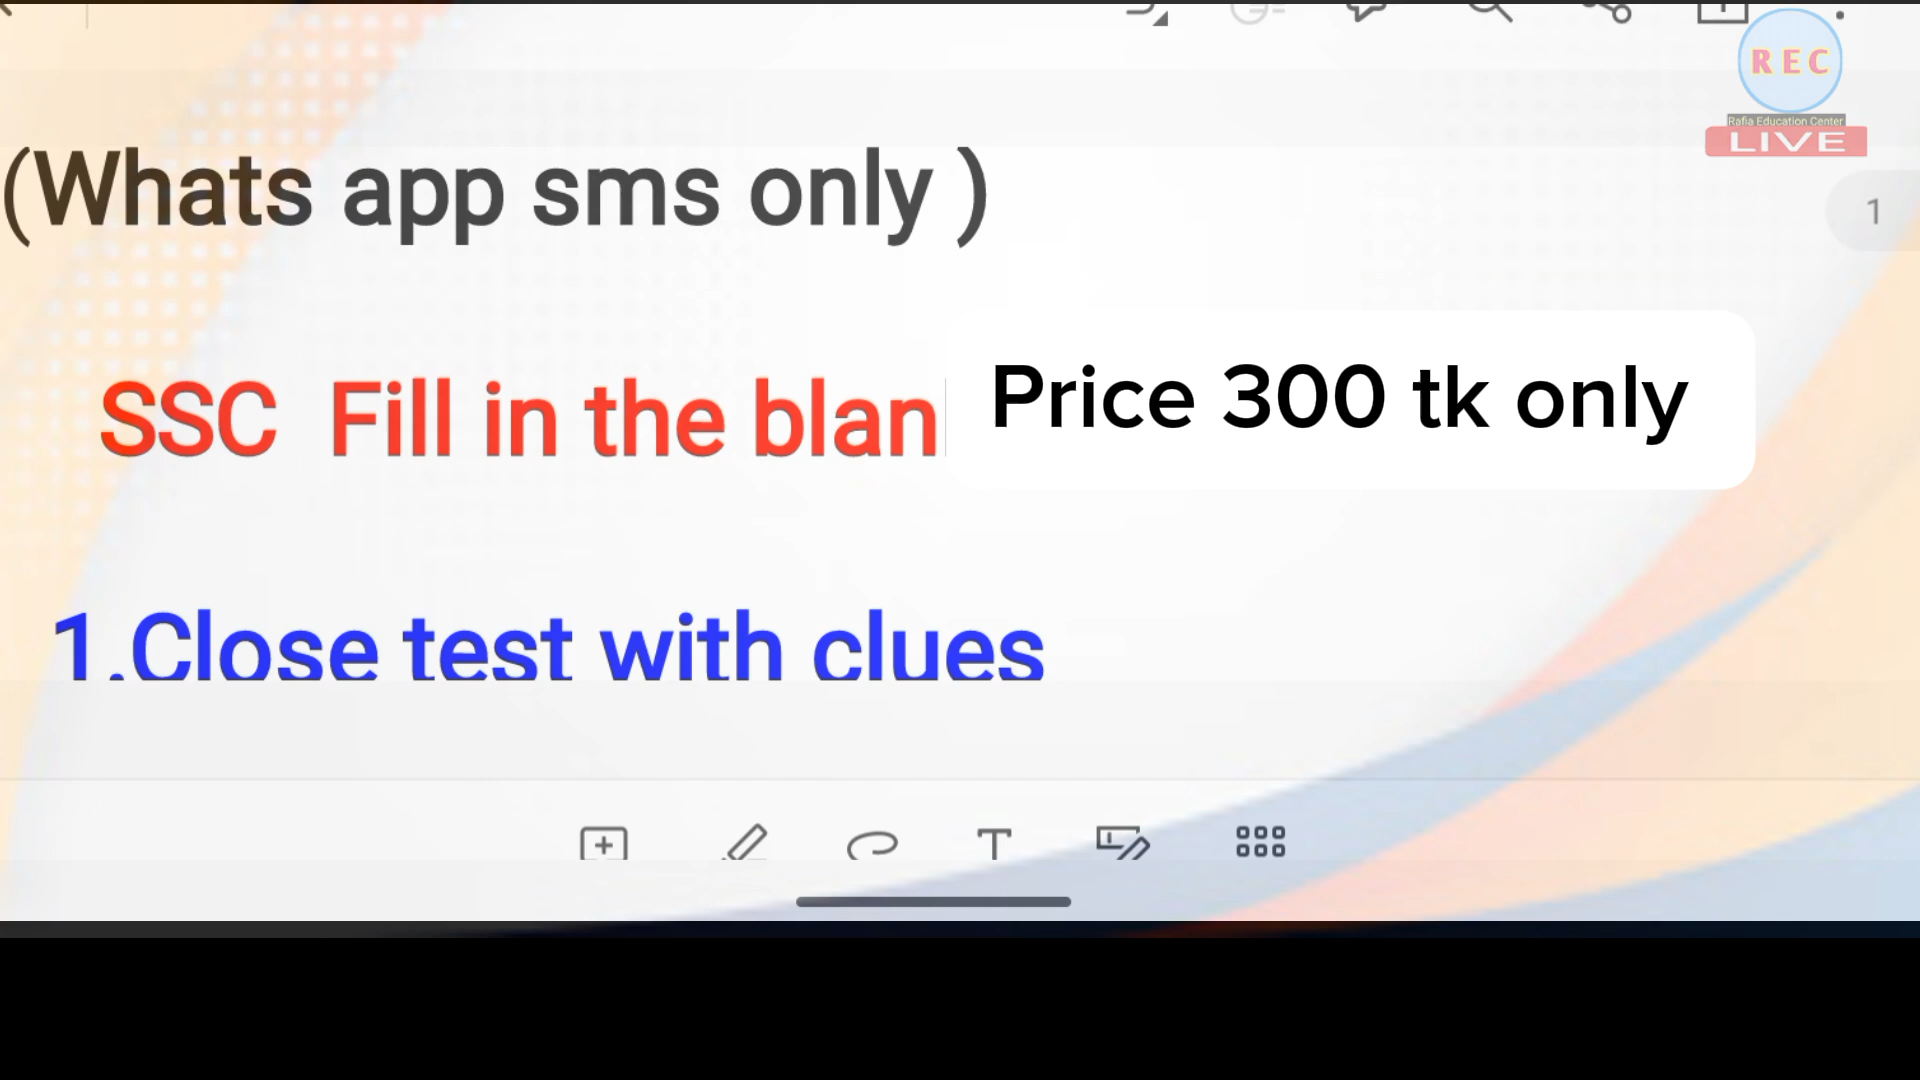 R E C
Rafia Education Center
LIVE
(Whats app sms only )
1
SSC Fill in the blan
Price 300 tk only
1.Close test with clues